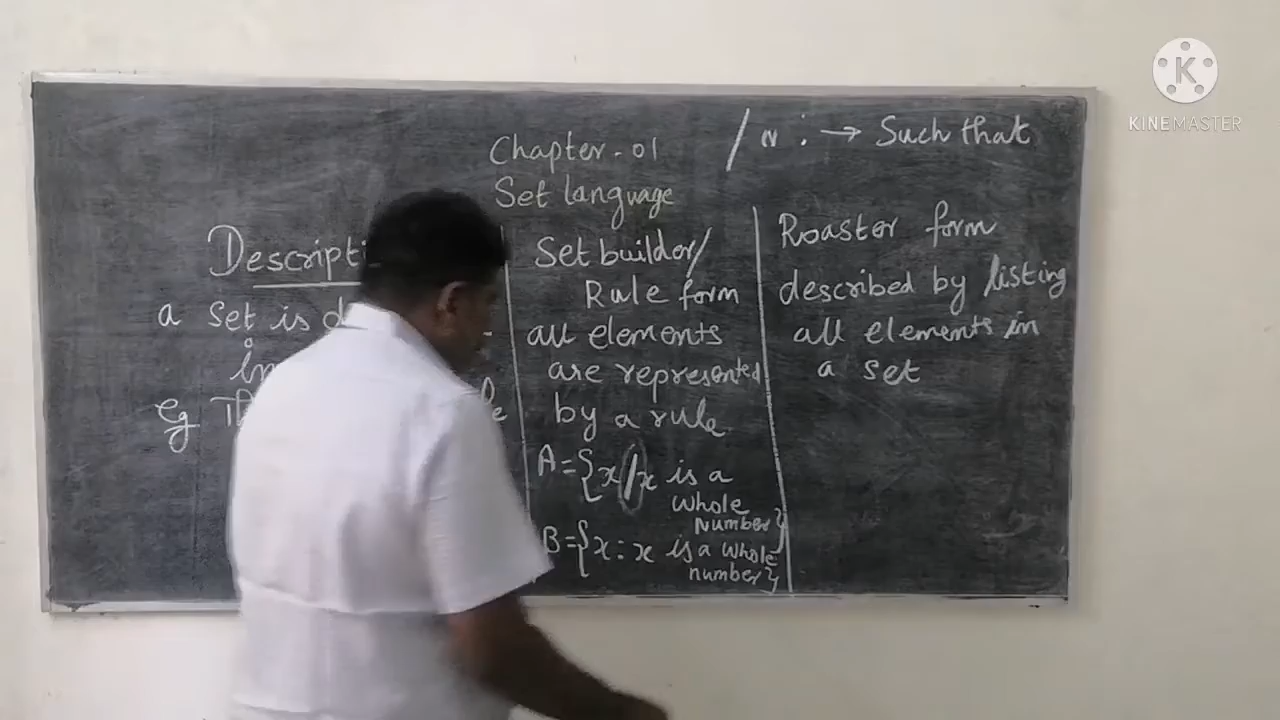 Chapter - 01
Set language
/ (r) : → Such that
Descripti
a set is d
in
eg Th
Set builder/
Rule form
all elements
are represented
by a rule
A = {x / x is a
whole
number}
B = {x : x is a whole
number}
Roaster form
described by listing
all elements in
a set
KINEMASTER